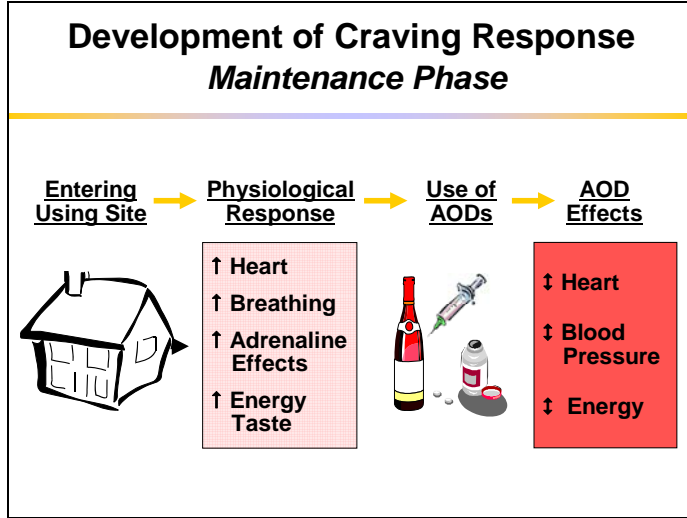 Development of Craving Response
Maintenance Phase
Entering
Using Site
Physiological
Response
Use of
AODs
AOD
Effects
↑ Heart
↑ Breathing
↑ Adrenaline
Effects
↑ Energy
Taste
↕ Heart
↕ Blood
Pressure
↕ Energy